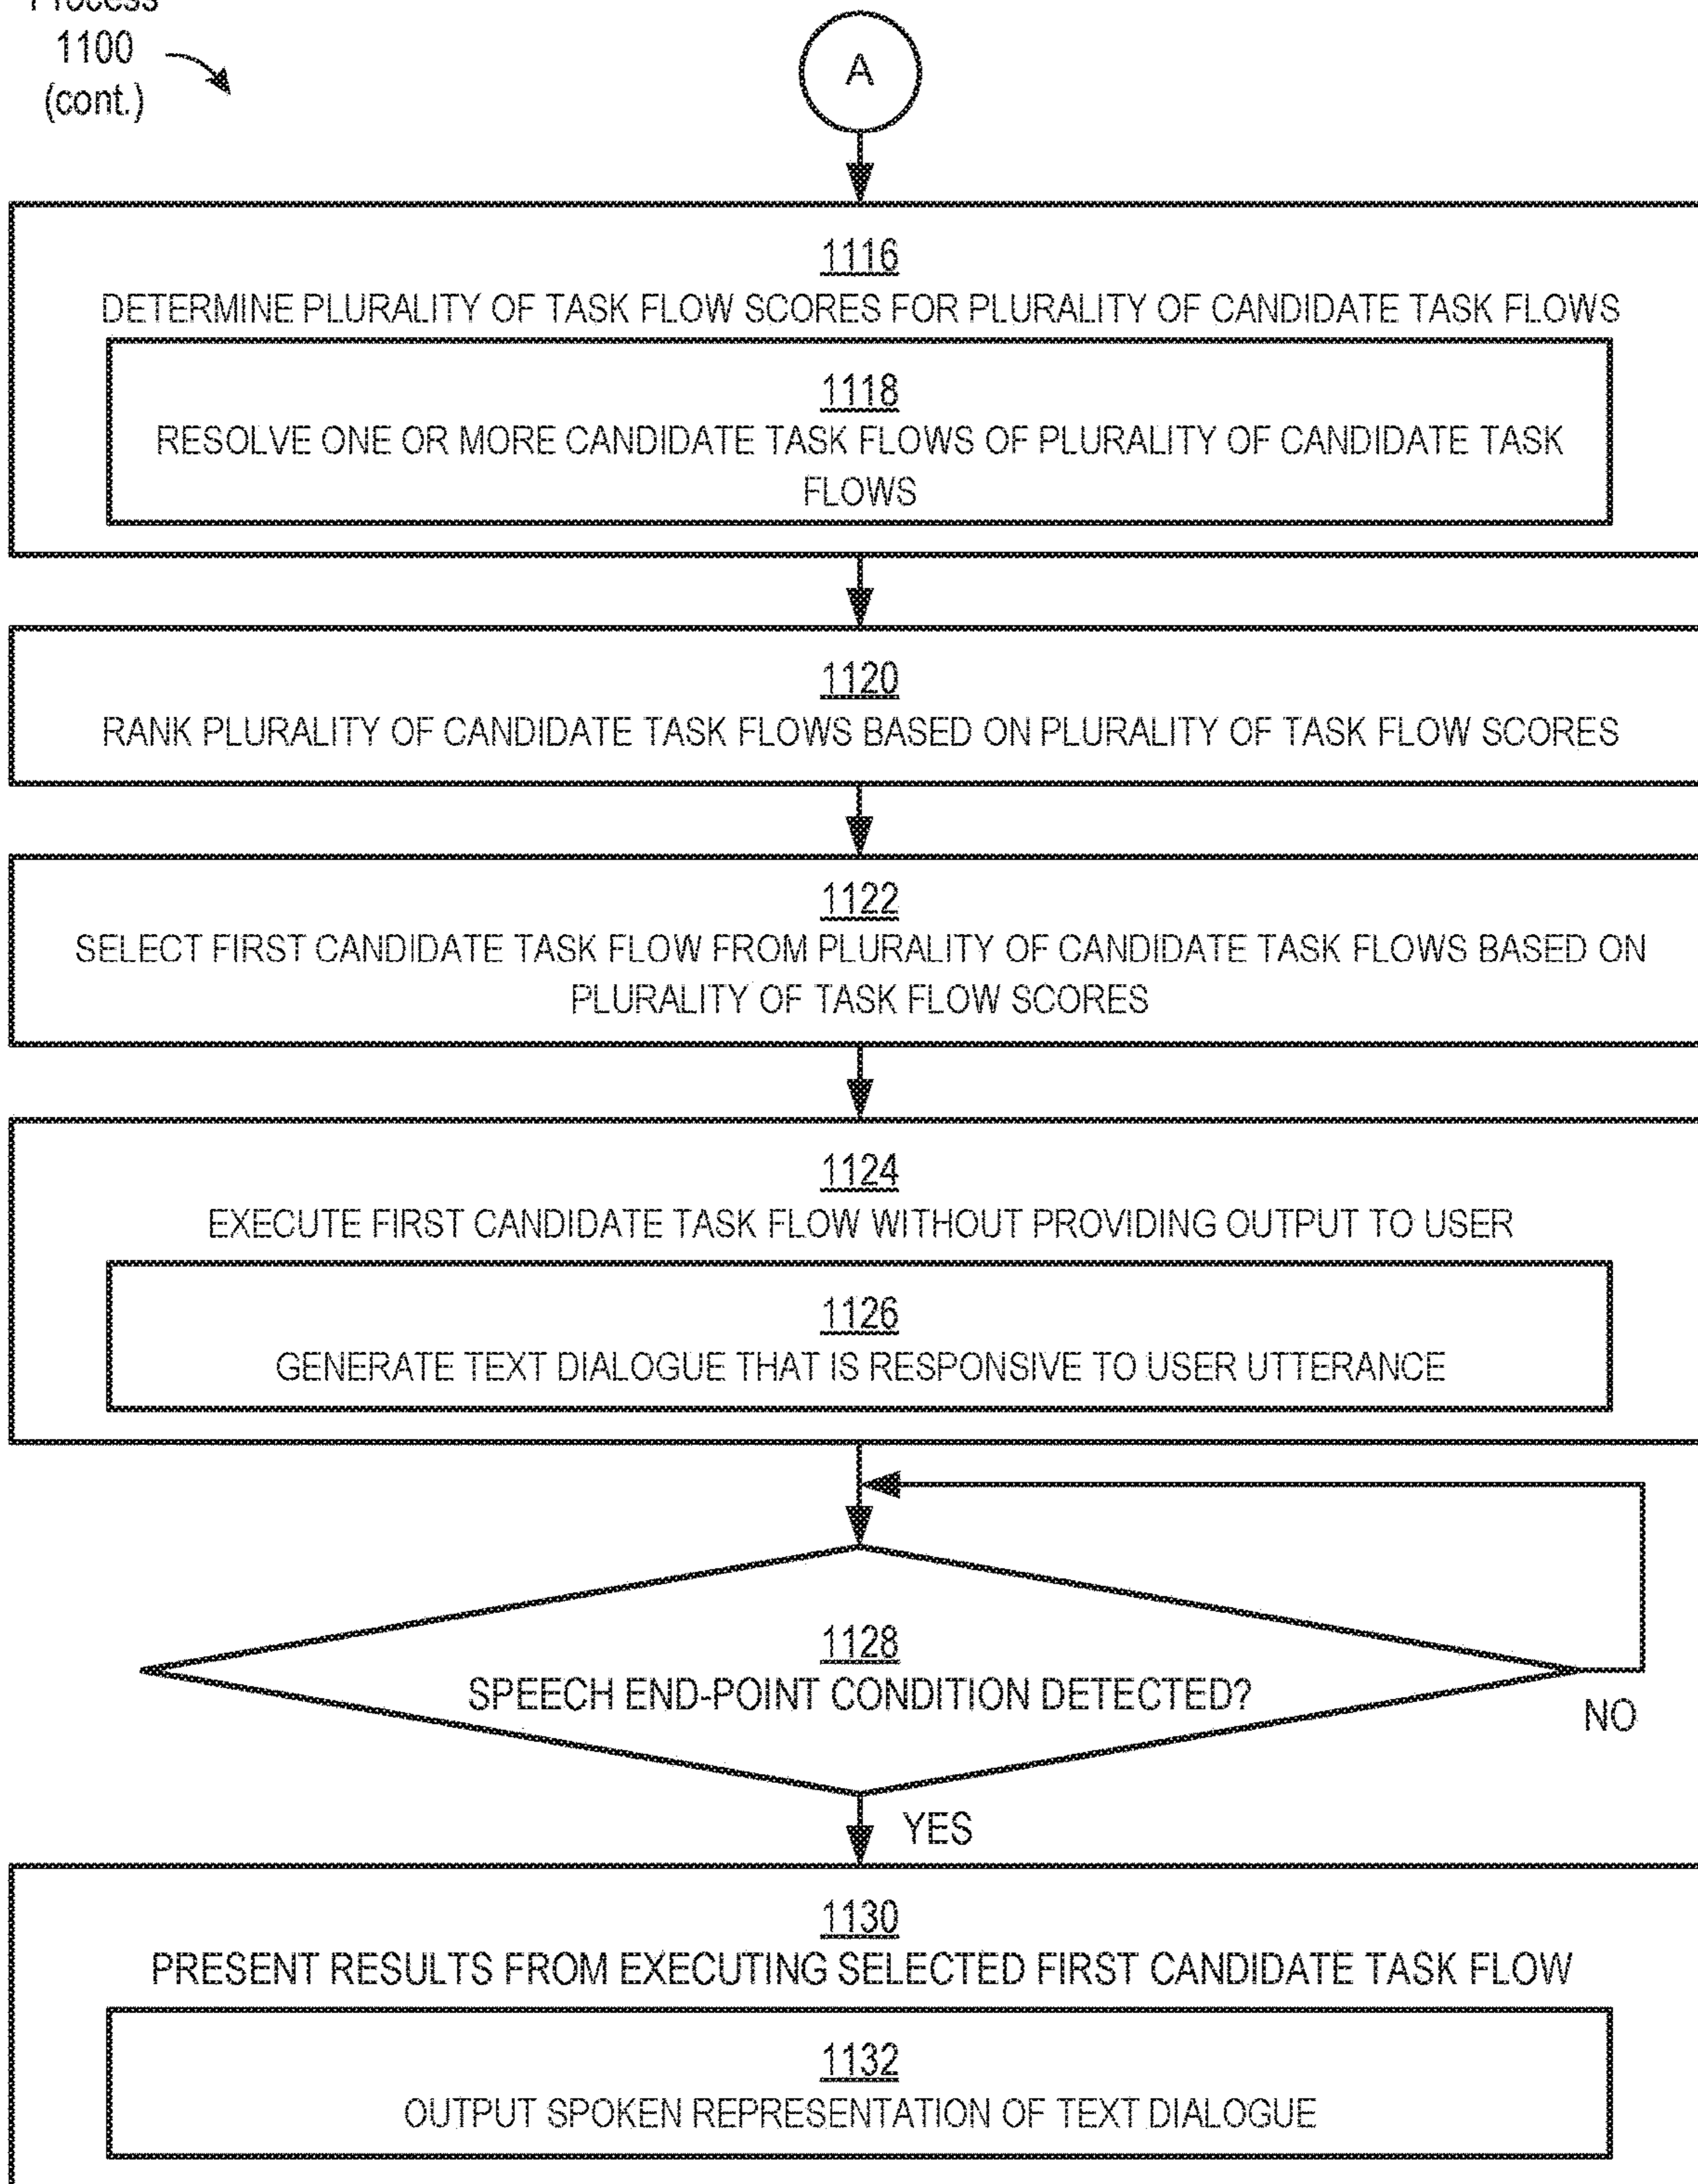 Process
1100
(cont.)
A
1116
DETERMINE PLURALITY OF TASK FLOW SCORES FOR PLURALITY OF CANDIDATE TASK FLOWS
1118
RESOLVE ONE OR MORE CANDIDATE TASK FLOWS OF PLURALITY OF CANDIDATE TASK
FLOWS
1120
RANK PLURALITY OF CANDIDATE TASK FLOWS BASED ON PLURALITY OF TASK FLOW SCORES
1122
SELECT FIRST CANDIDATE TASK FLOW FROM PLURALITY OF CANDIDATE TASK FLOWS BASED ON
PLURALITY OF TASK FLOW SCORES
1124
EXECUTE FIRST CANDIDATE TASK FLOW WITHOUT PROVIDING OUTPUT TO USER
1126
GENERATE TEXT DIALOGUE THAT IS RESPONSIVE TO USER UTTERANCE
1128
SPEECH END-POINT CONDITION DETECTED?
NO
YES
1130
PRESENT RESULTS FROM EXECUTING SELECTED FIRST CANDIDATE TASK FLOW
1132
OUTPUT SPOKEN REPRESENTATION OF TEXT DIALOGUE